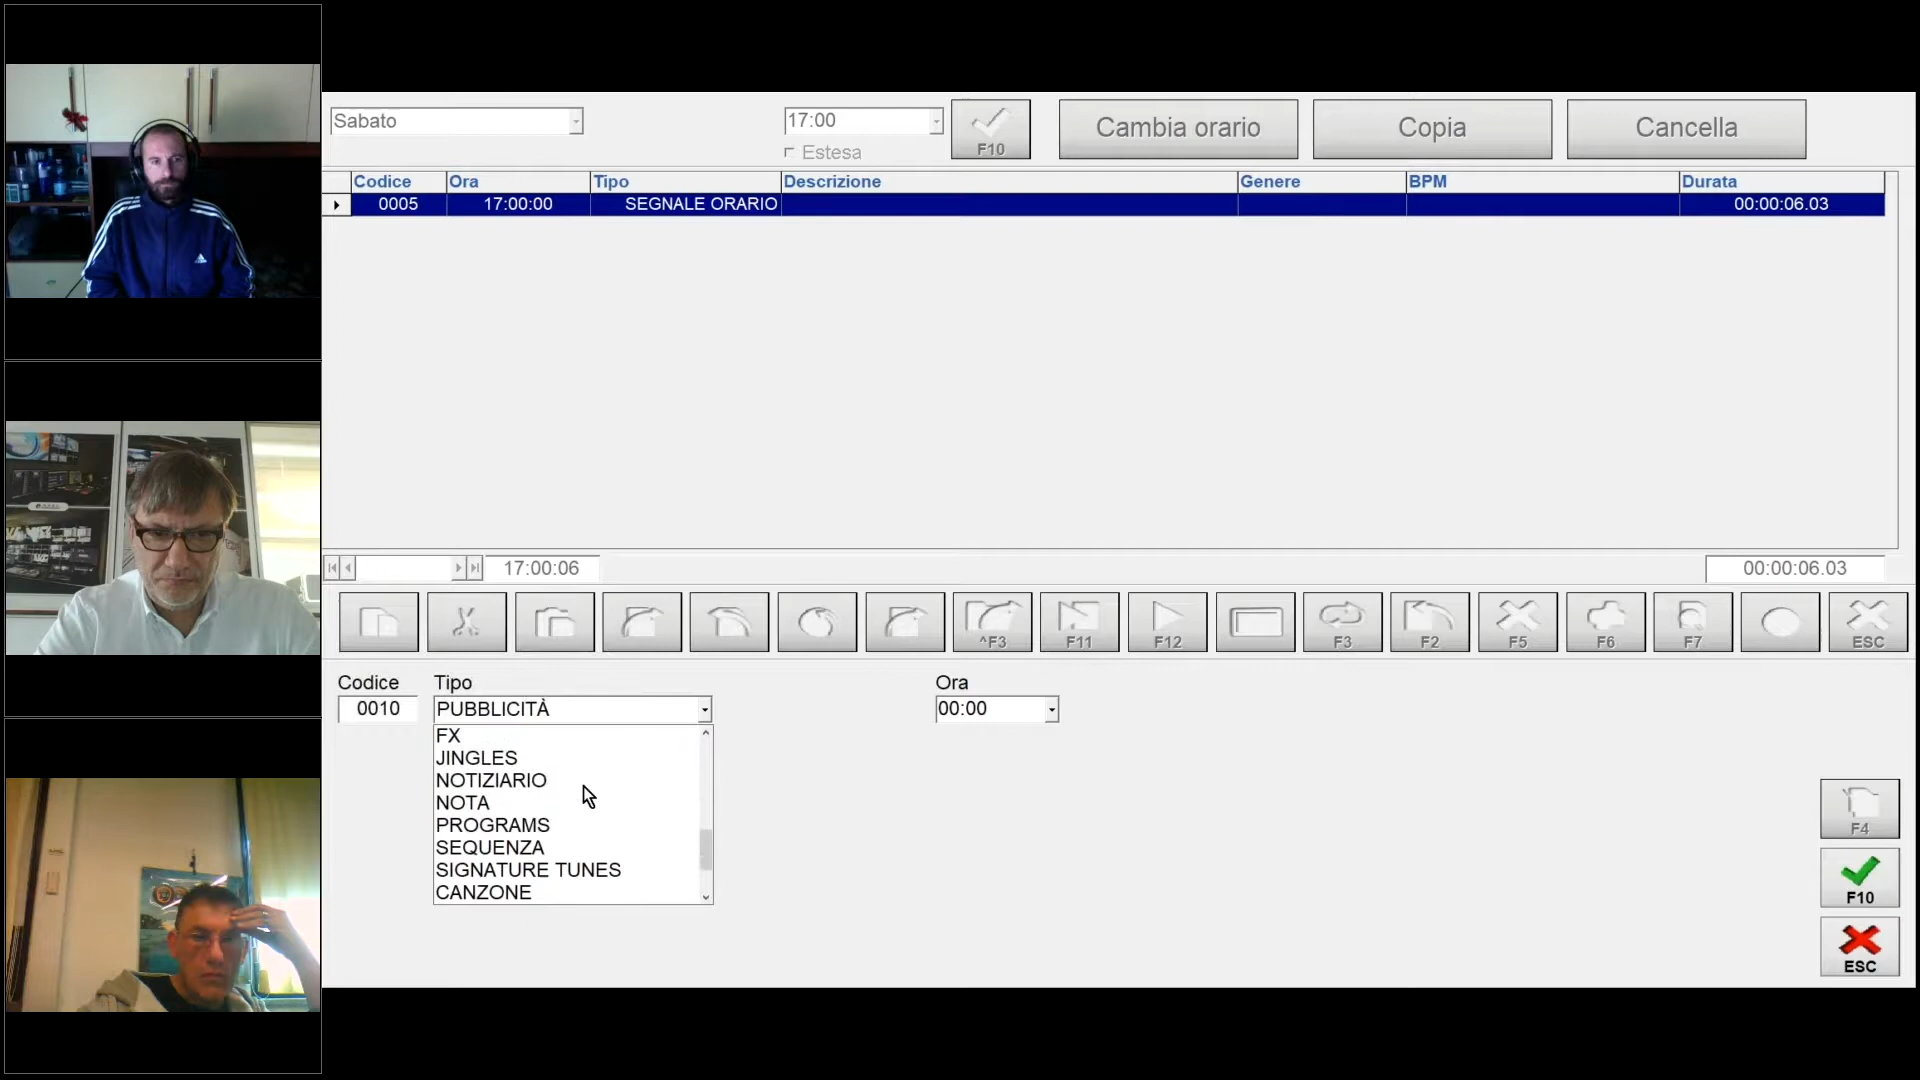 Sabato
17:00
F10
Cambia orario
Copia
Cancella
Estesa
Codice Ora Tipo Descrizione Genere BPM Durata
0005 17:00:00 SEGNALE ORARIO 00:00:06.03
17:00:06
00:00:06.03
^F3 F11 F12 F3 F2 F5 F6 F7 ESC
Codice Tipo Ora
0010 PUBBLICITÀ 00:00
FX
JINGLES
NOTIZIARIO
NOTA
PROGRAMS
SEQUENZA
SIGNATURE TUNES
CANZONE
F4
F10
ESC